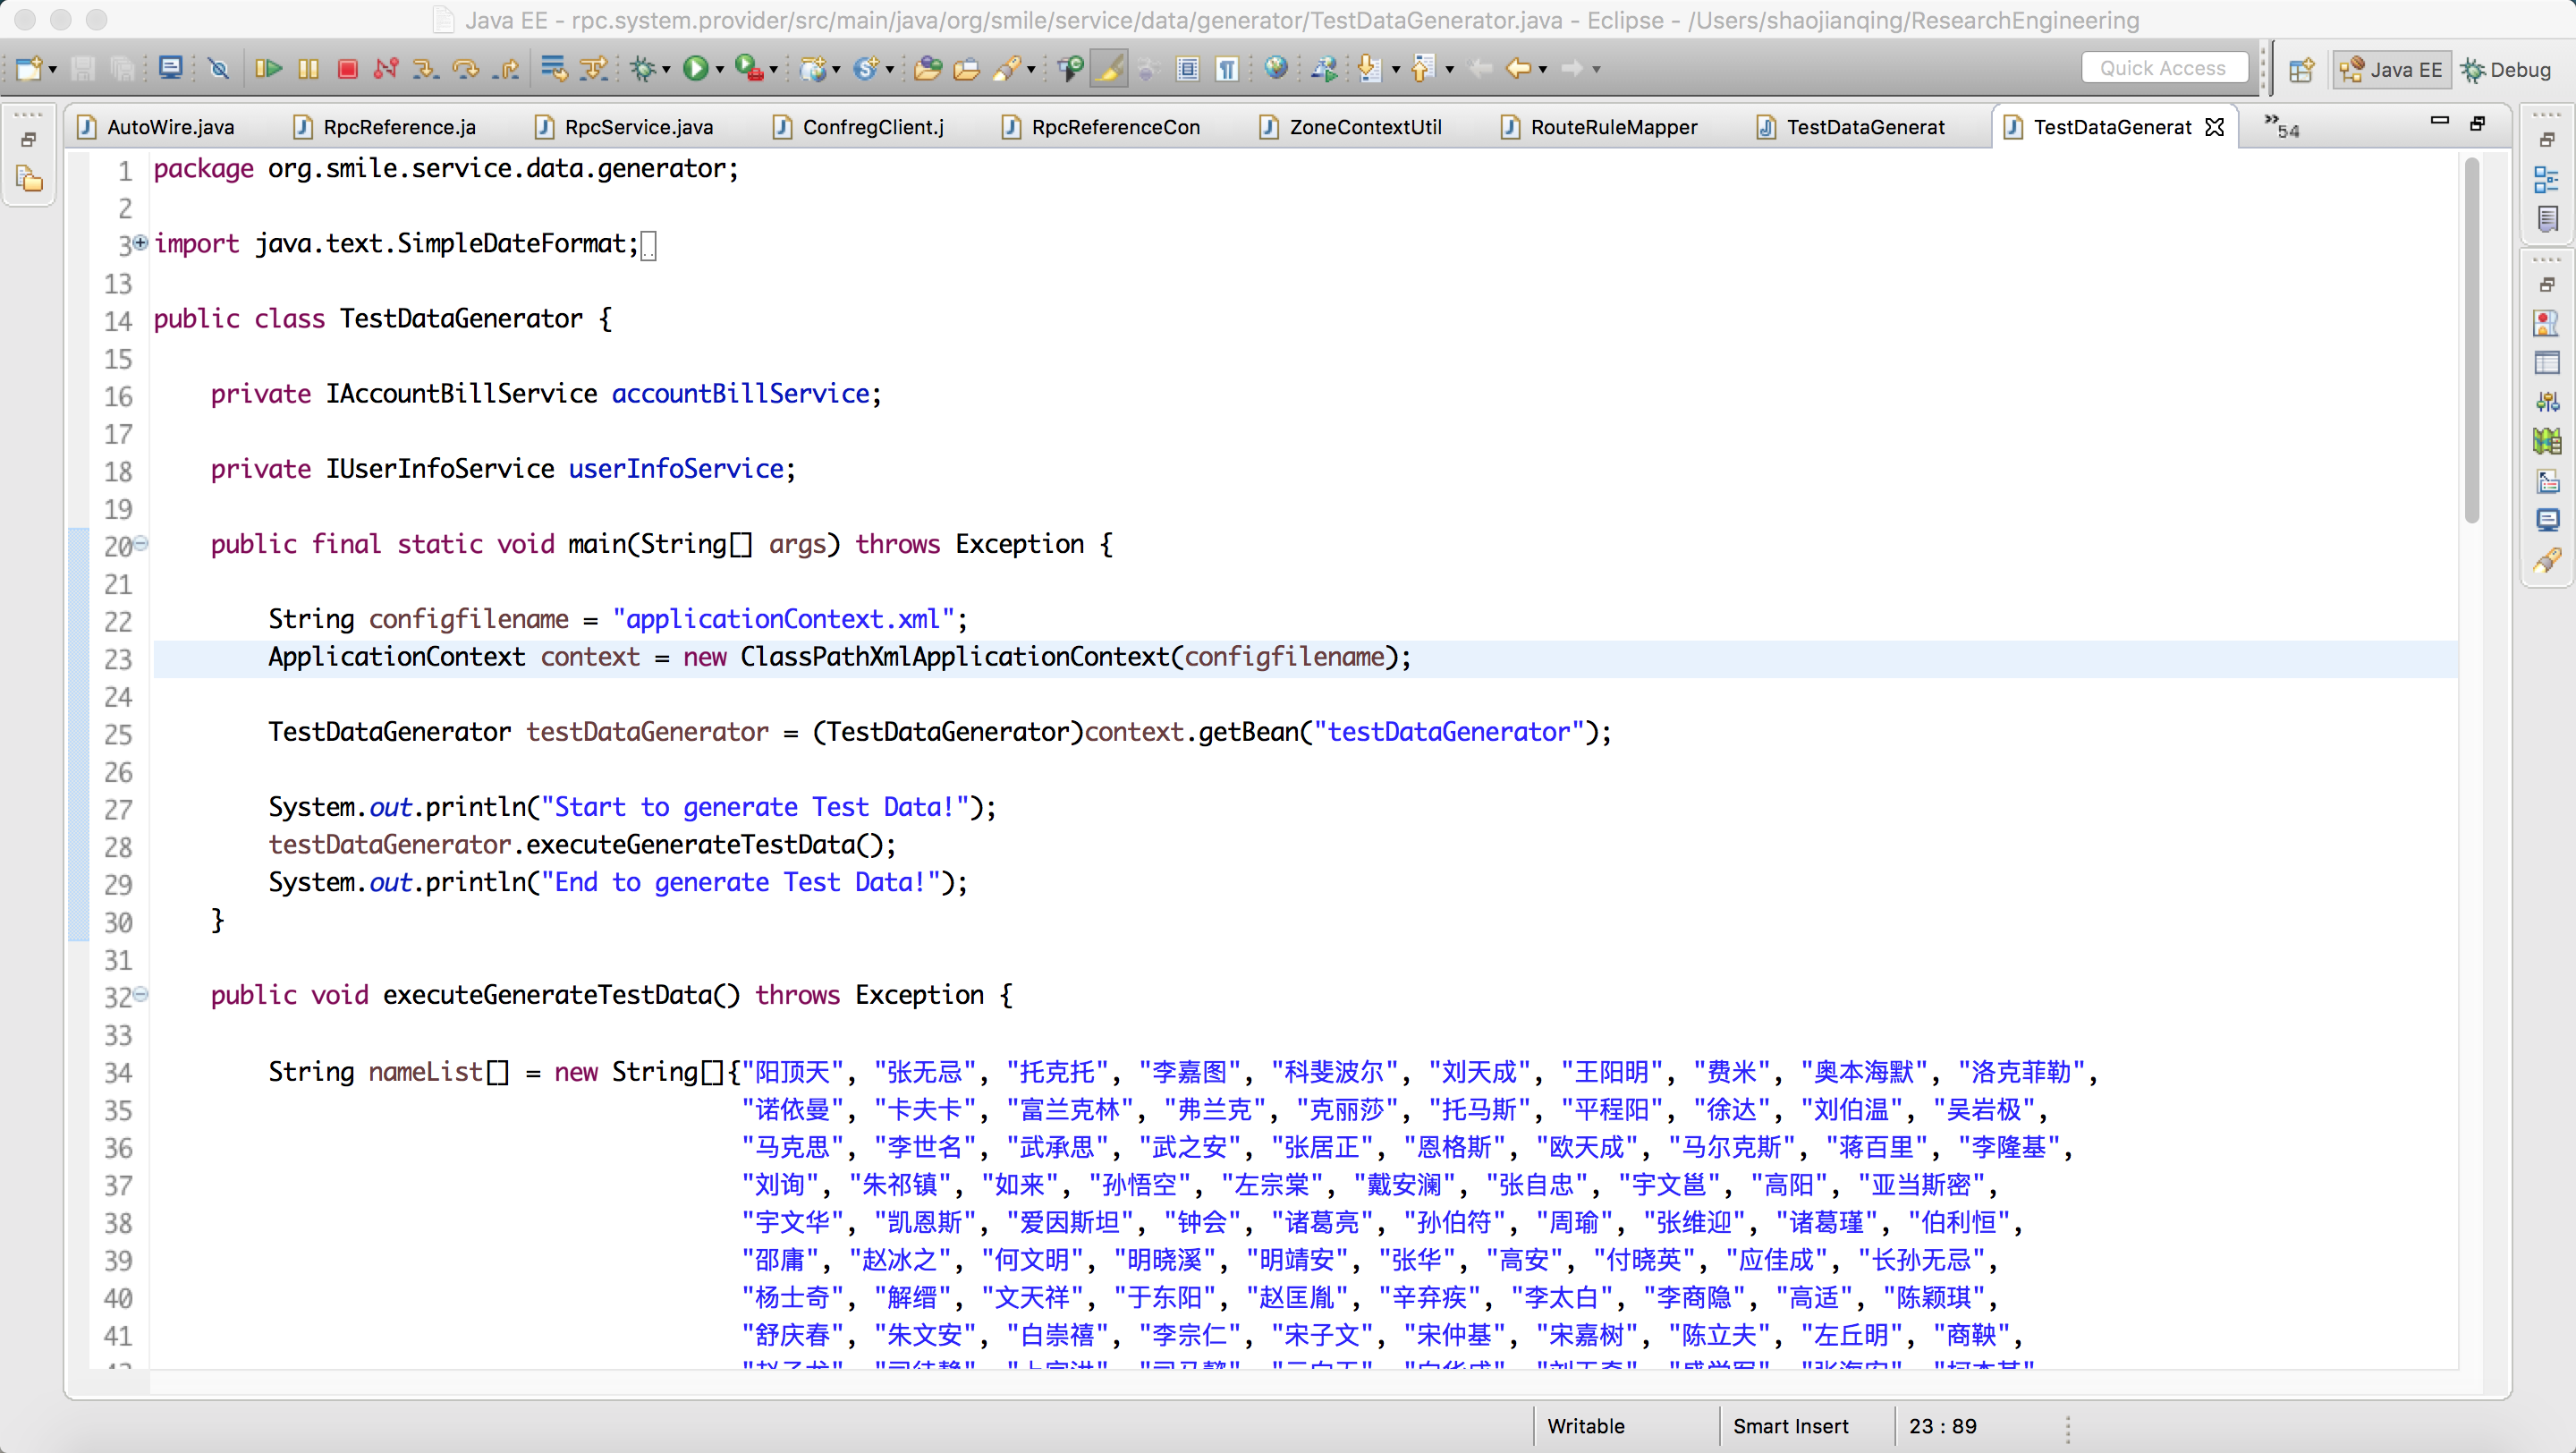 Java EE - rpc.system.provider/src/main/java/org/smile/service/data/generator/TestDataGenerator.java - Eclipse - /Users/shaojianqing/ResearchEngineering
Quick Access
Java EE
Debug
AutoWire.java
RpcReference.ja
RpcService.java
ConfregClient.j
RpcReferenceCon
ZoneContextUtil
RouteRuleMapper
TestDataGenerat
TestDataGenerat
»54
1 package org.smile.service.data.generator;
2
3 import java.text.SimpleDateFormat;
13
14 public class TestDataGenerator {
15
16 private IAccountBillService accountBillService;
17
18 private IUserInfoService userInfoService;
19
20 public final static void main(String[] args) throws Exception {
21
22 String configfilename = "applicationContext.xml";
23 ApplicationContext context = new ClassPathXmlApplicationContext(configfilename);
24
25 TestDataGenerator testDataGenerator = (TestDataGenerator)context.getBean("testDataGenerator");
26
27 System.out.println("Start to generate Test Data!");
28 testDataGenerator.executeGenerateTestData();
29 System.out.println("End to generate Test Data!");
30 }
31
32 public void executeGenerateTestData() throws Exception {
33
34 String nameList[] = new String[]{"阳顶天", "张无忌", "托克托", "李嘉图", "科斐波尔", "刘天成", "王阳明", "费米", "奥本海默", "洛克菲勒",
35 "诺依曼", "卡夫卡", "富兰克林", "弗兰克", "克丽莎", "托马斯", "平程阳", "徐达", "刘伯温", "吴岩极",
36 "马克思", "李世名", "武承思", "武之安", "张居正", "恩格斯", "欧天成", "马尔克斯", "蒋百里", "李隆基",
37 "刘询", "朱祁镇", "如来", "孙悟空", "左宗棠", "戴安澜", "张自忠", "宇文邕", "高阳", "亚当斯密",
38 "宇文华", "凯恩斯", "爱因斯坦", "钟会", "诸葛亮", "孙伯符", "周瑜", "张维迎", "诸葛瑾", "伯利恒",
39 "邵庸", "赵冰之", "何文明", "明晓溪", "明靖安", "张华", "高安", "付晓英", "应佳成", "长孙无忌",
40 "杨士奇", "解缙", "文天祥", "于东阳", "赵匡胤", "辛弃疾", "李太白", "李商隐", "高适", "陈颖琪",
41 "舒庆春", "朱文安", "白崇禧", "李宗仁", "宋子文", "宋仲基", "宋嘉树", "陈立夫", "左丘明", "商鞅",
Writable
Smart Insert
23 : 89